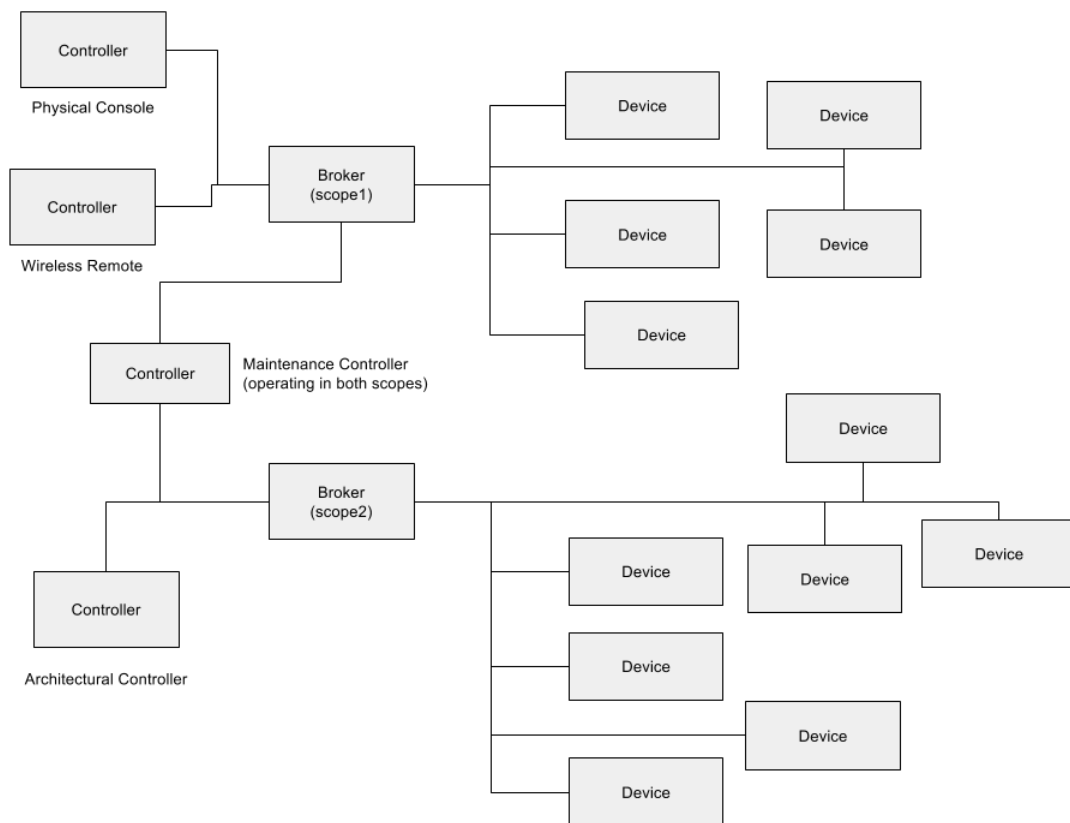 Controller
Physical Console
Controller
Wireless Remote
Broker
(scope1)
Device
Device
Device
Device
Device
Controller
Maintenance Controller
(operating in both scopes)
Device
Broker
(scope2)
Device
Device
Device
Controller
Architectural Controller
Device
Device
Device